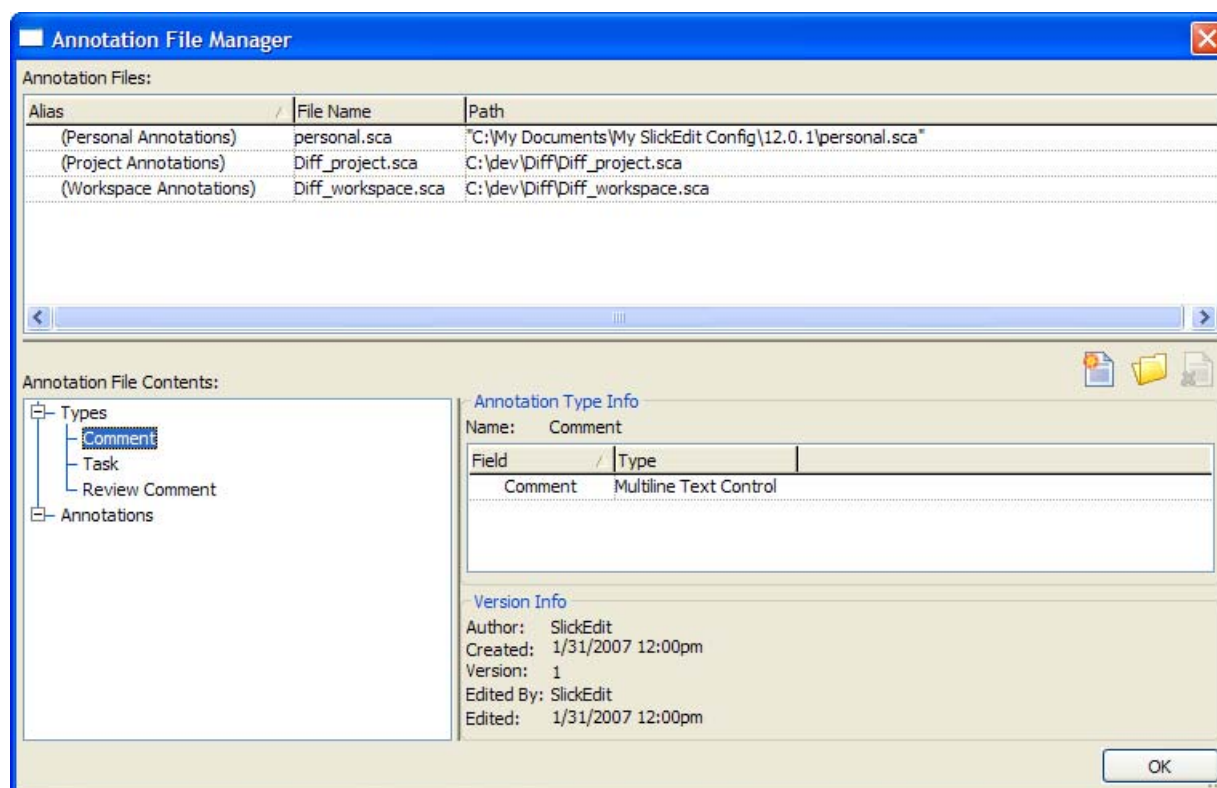 Annotation File Manager
Annotation Files:
Alias File Name Path
(Personal Annotations) personal.sca "C:\My Documents\My SlickEdit Config\12.0.1\personal.sca"
(Project Annotations) Diff_project.sca C:\dev\Diff\Diff_project.sca
(Workspace Annotations) Diff_workspace.sca C:\dev\Diff\Diff_workspace.sca
Annotation File Contents:
Types
Comment
Task
Review Comment
Annotations
Annotation Type Info
Name: Comment
Field Type
Comment Multiline Text Control
Version Info
Author: SlickEdit
Created: 1/31/2007 12:00pm
Version: 1
Edited By: SlickEdit
Edited: 1/31/2007 12:00pm
OK